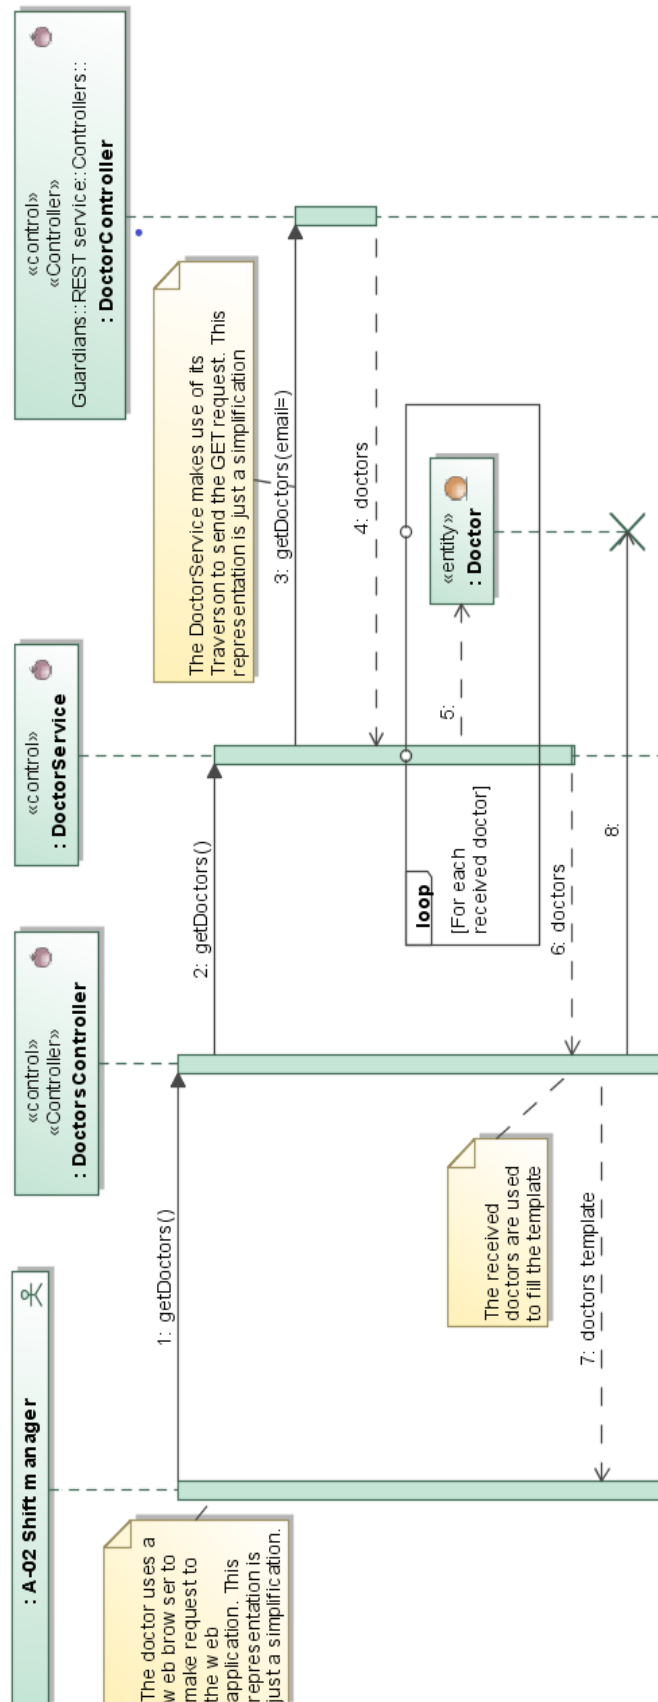 : A-02 Shift manager
The doctor uses a
web browser to
make request to
the web
application. This
representation is
just a simplification.
1: getDoctors()
«control»
«Controller»
: DoctorsController
2: getDoctors()
«control»
: DoctorService
The DoctorService makes use of its
Traverson to send the GET request. This
representation is just a simplification
3: getDoctors(email=)
«control»
«Controller»
Guardians::REST service::Controllers::
: DoctorController
4: doctors
loop
[For each
received doctor]
5:
«entity»
: Doctor
6: doctors
The received
doctors are used
to fill the template
7: doctors template
8: